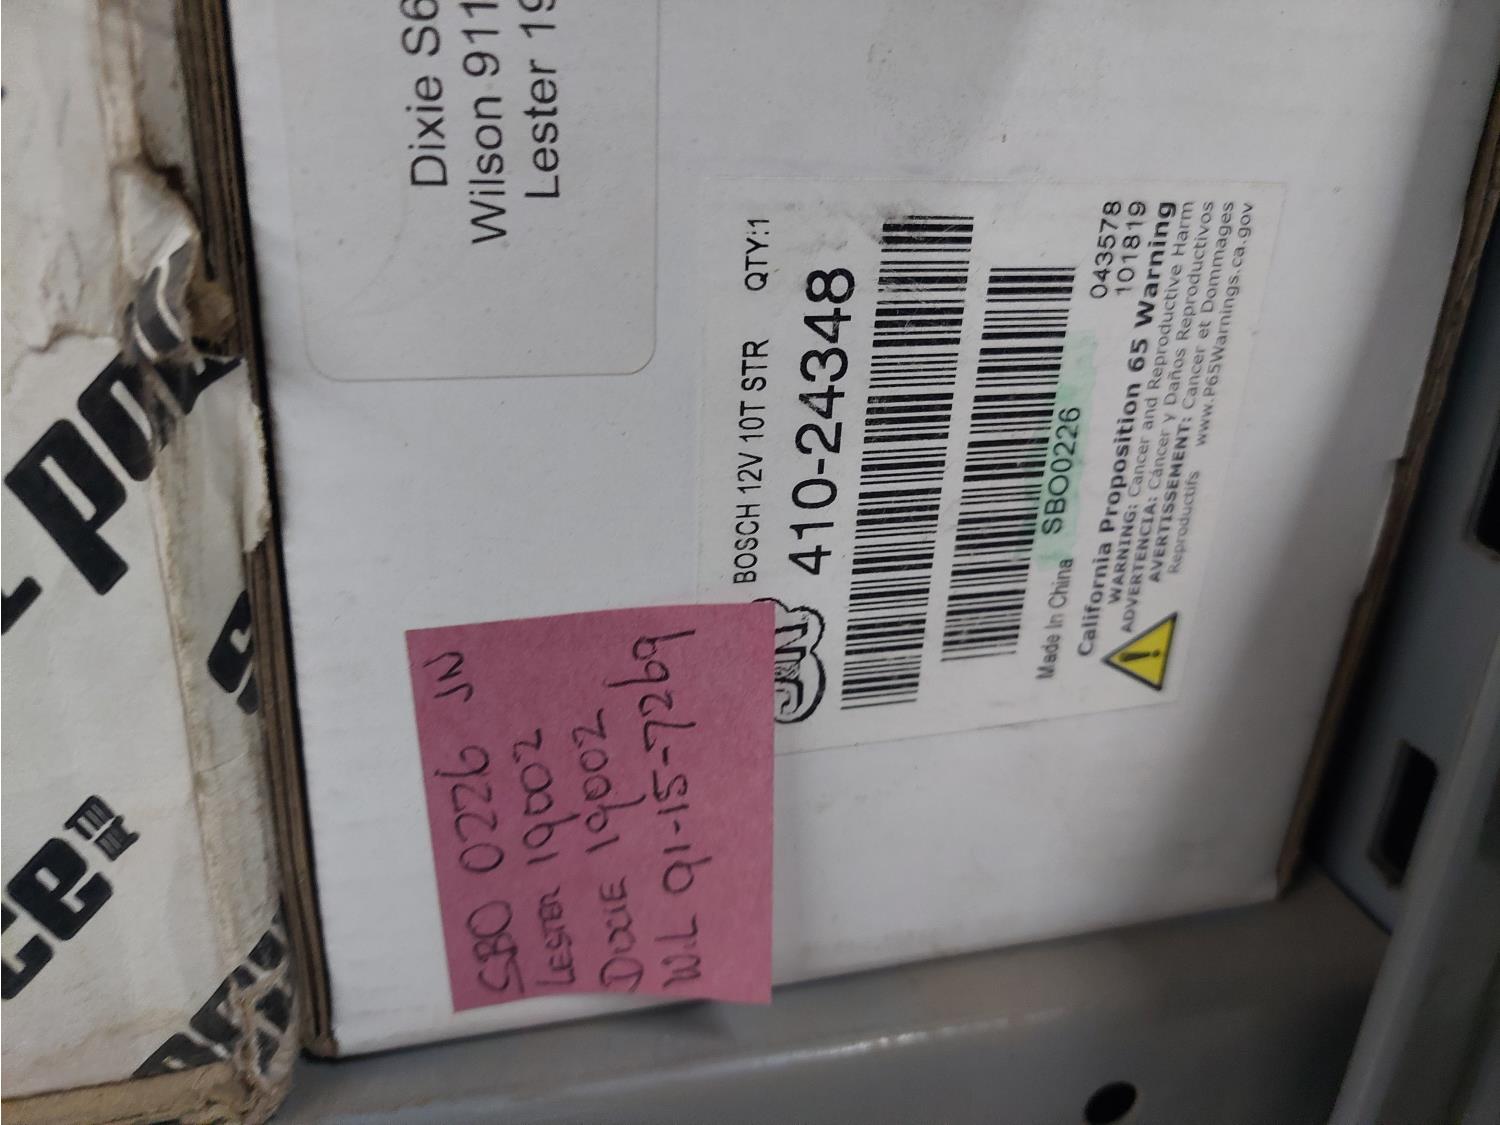 Dixie S6
Wilson 911
Lester 19
BOSCH 12V 10T STR QTY:1
J&N 410-24348
Made In China SBO0226
043578
101819
California Proposition 65 Warning
WARNING: Cancer and Reproductive Harm
ADVERTENCIA: Cáncer y Daños Reproductivos
AVERTISSEMENT: Cancer et Dommages
Reproductifs www.P65Warnings.ca.gov
SBO 0226 JN
LESTER 19002
DIXIE 19002
W.L 91-15-7269
ce™